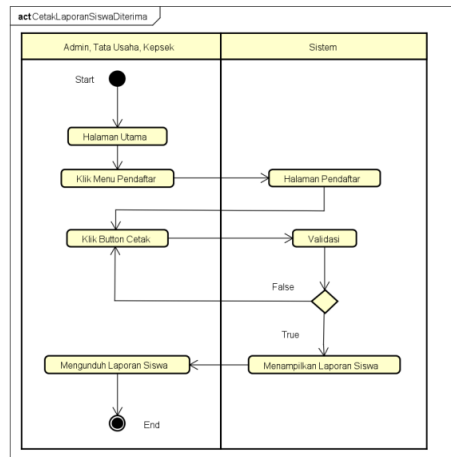 act CetakLaporanSiswaDiterima
Admin, Tata Usaha, Kepsek
Sistem
Start
Halaman Utama
Klik Menu Pendaftar
Halaman Pendaftar
Klik Button Cetak
Validasi
False
True
Mengunduh Laporan Siswa
Menampilkan Laporan Siswa
End